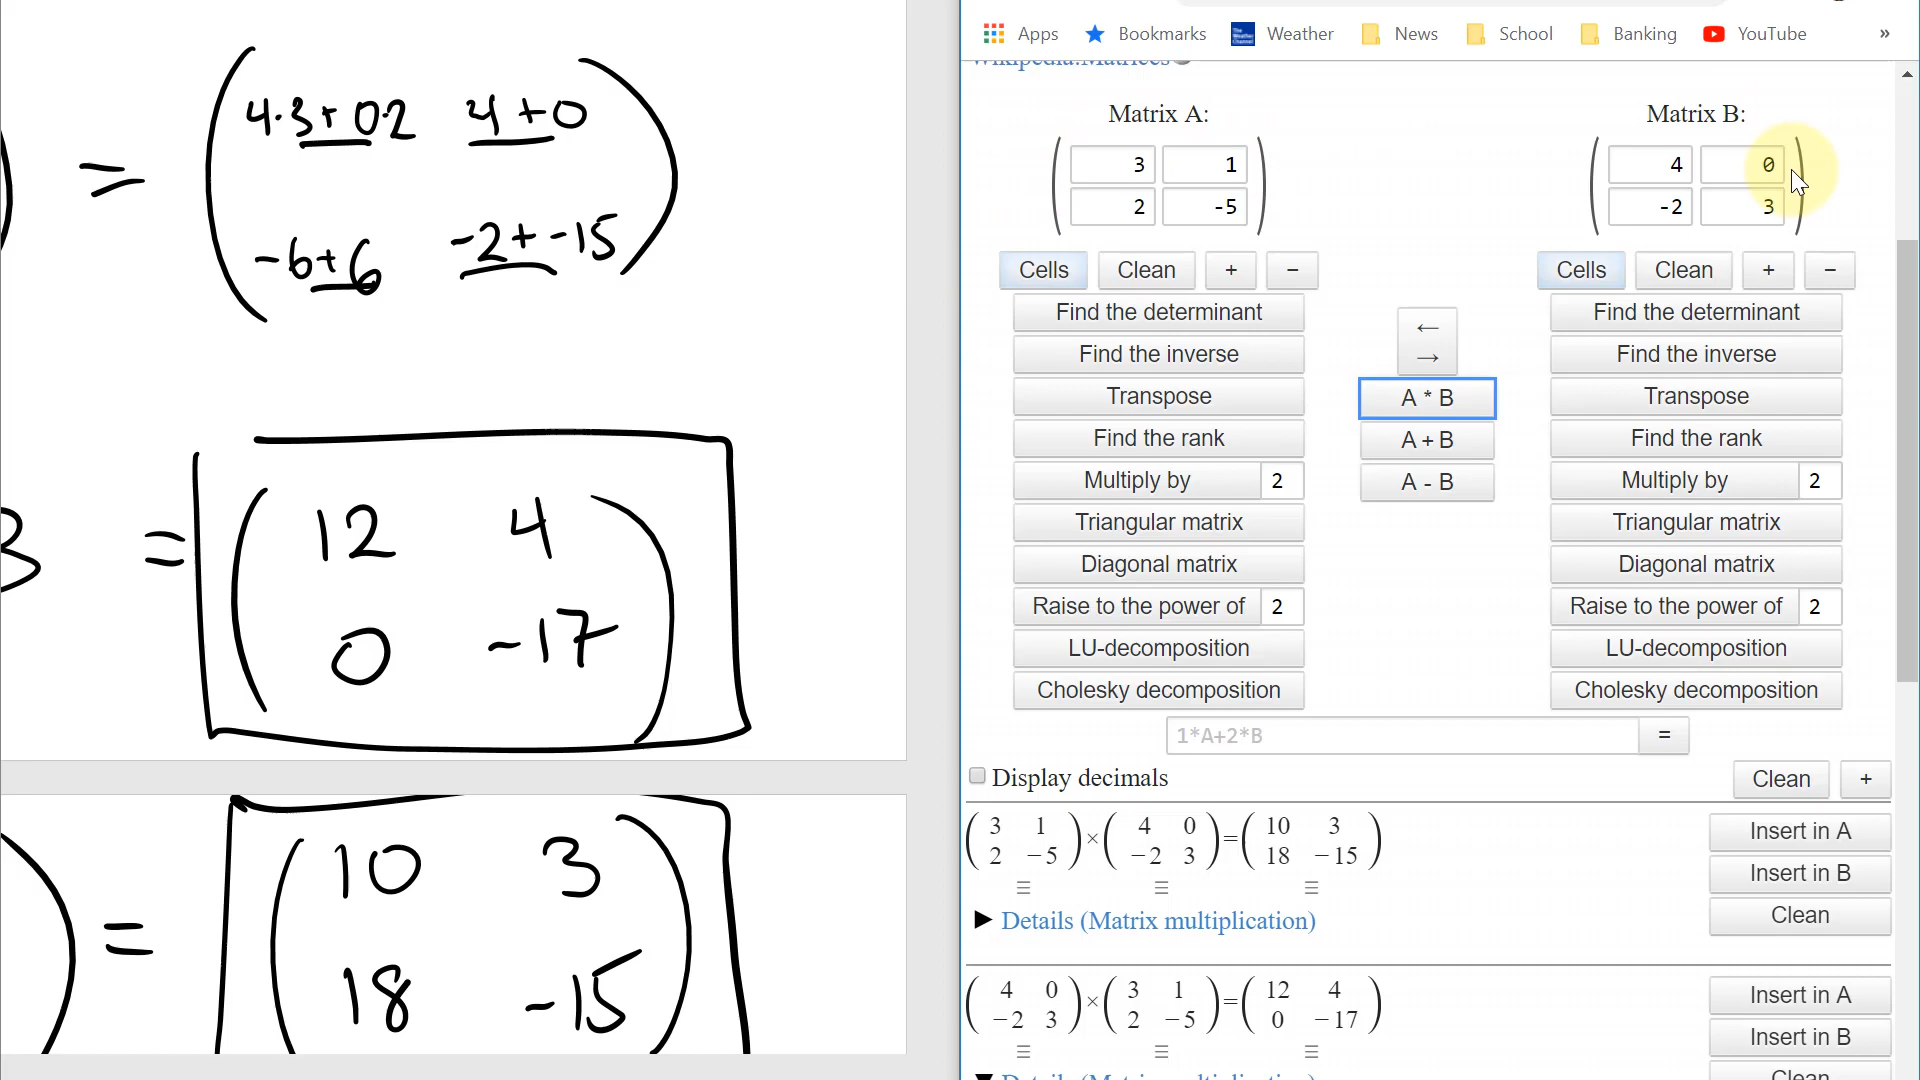 = ( 4·3+0·2 4+0
-6+6 -2+-15 )
3 = ( 12 4
0 -17 )
= ( 10 3
18 -15
Apps Bookmarks Weather News School Banking YouTube »
Wikipedia:Matrices
Matrix A: Matrix B:
3 1 4 0
2 -5 -2 3
Cells Clean + − Cells Clean + −
Find the determinant Find the determinant
← 
Find the inverse → Find the inverse
Transpose A * B Transpose
Find the rank A + B Find the rank
Multiply by 2 A - B Multiply by 2
Triangular matrix Triangular matrix
Diagonal matrix Diagonal matrix
Raise to the power of 2 Raise to the power of 2
LU-decomposition LU-decomposition
Cholesky decomposition Cholesky decomposition
1*A+2*B =
Display decimals Clean +
( 3 1 ) × ( 4 0 ) = ( 10 3 ) Insert in A
( 2 −5 ) ( −2 3 ) ( 18 −15 )
Insert in B
▶ Details (Matrix multiplication) Clean
( 4 0 ) × ( 3 1 ) = ( 12 4 ) Insert in A
( −2 3 ) ( 2 −5 ) ( 0 −17 )
Insert in B
▼ Details (Matrix multiplication) Clean